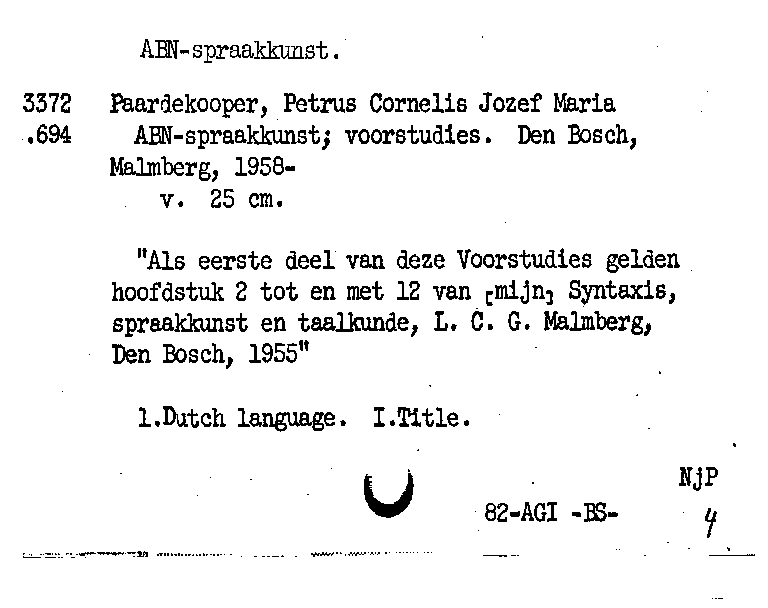 ABN-spraakkunst.
3372 Paardekooper, Petrus Cornelis Jozef Maria
.694 ABN-spraakkunst; voorstudies. Den Bosch,
Malmberg, 1958-
v. 25 cm.
"Als eerste deel van deze Voorstudies gelden
hoofdstuk 2 tot en met 12 van [mijn] Syntaxis,
spraakkunst en taalkunde, L. C. G. Malmberg,
Den Bosch, 1955"
1.Dutch language. I.Title.
NjP
82-AGI -BS- 4